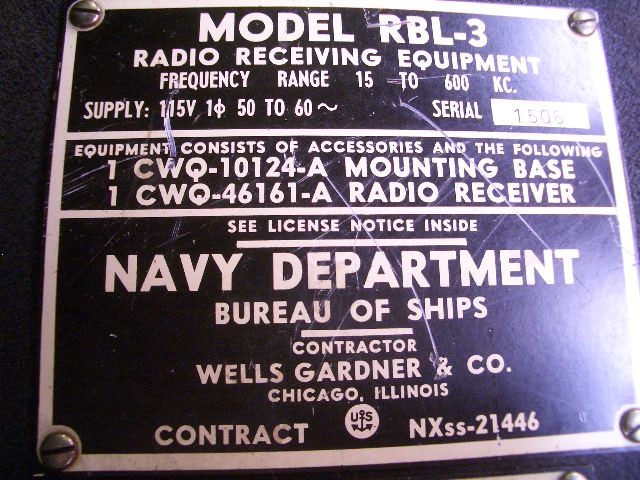 MODEL RBL-3
RADIO RECEIVING EQUIPMENT
FREQUENCY RANGE 15 TO 600 KC.
SUPPLY: 115V 1ϕ 50 TO 60 ~ SERIAL 1506
EQUIPMENT CONSISTS OF ACCESSORIES AND THE FOLLOWING
1 CWQ-10124-A MOUNTING BASE
1 CWQ-46161-A RADIO RECEIVER
SEE LICENSE NOTICE INSIDE
NAVY DEPARTMENT
BUREAU OF SHIPS
CONTRACTOR
WELLS GARDNER & CO.
CHICAGO, ILLINOIS
CONTRACT U S NXss-21446